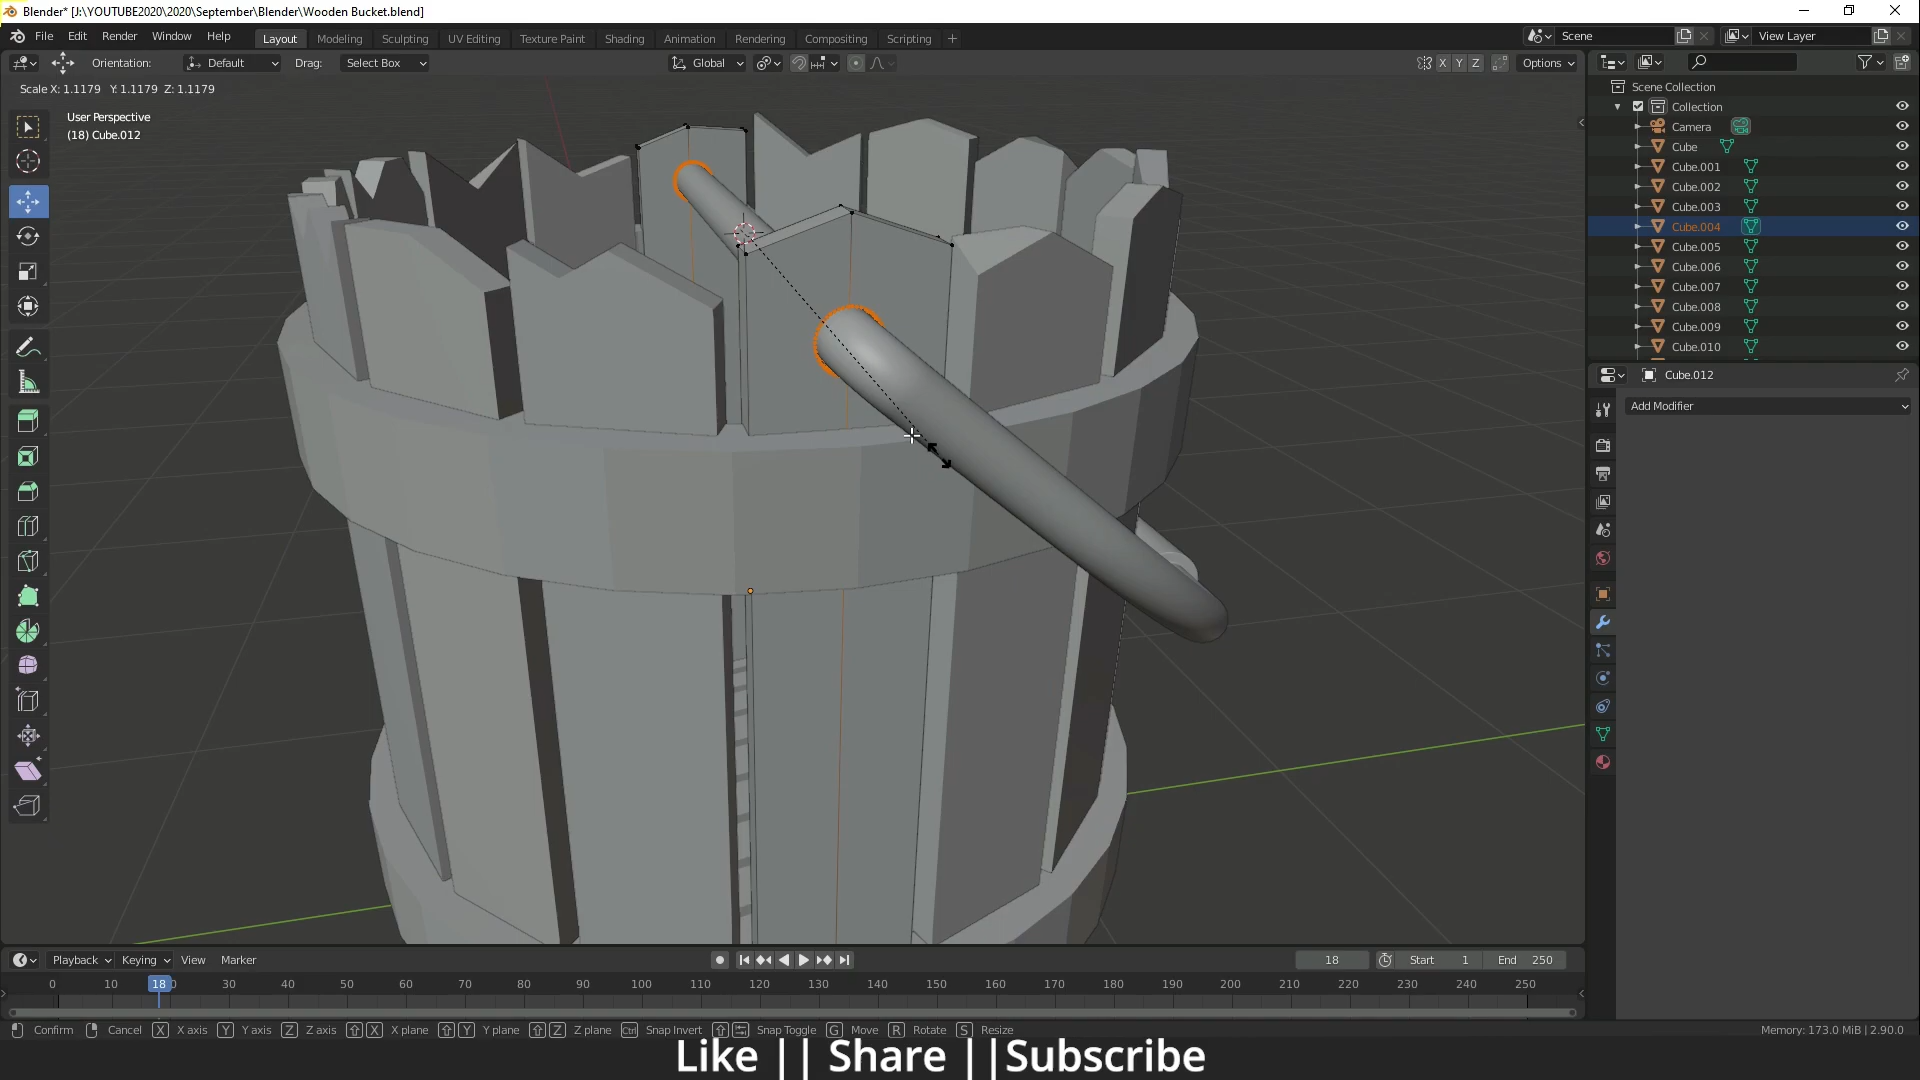 Blender* [J:\YOUTUBE2020\2020\September\Blender\Wooden Bucket.blend]
File Edit Render Window Help Layout Modeling Sculpting UV Editing Texture Paint Shading Animation Rendering Compositing Scripting + Scene View Layer
Orientation: Default Drag: Select Box Global X Y Z Options
Scale X: 1.1179 Y: 1.1179 Z: 1.1179
User Perspective
(18) Cube.012
Scene Collection
Collection
Camera
Cube
Cube.001
Cube.002
Cube.003
Cube.004
Cube.005
Cube.006
Cube.007
Cube.008
Cube.009
Cube.010
Cube.012
Add Modifier
Playback Keying View Marker 18 Start 1 End 250
0 10 18 30 40 50 60 70 80 90 100 110 120 130 140 150 160 170 180 190 200 210 220 230 240 250
Confirm Cancel X X axis Y Y axis Z Z axis X X plane Y Y plane Z Z plane Ctrl Snap Invert Snap Toggle G Move R Rotate S Resize Memory: 173.0 MiB | 2.90.0
Like || Share ||Subscribe